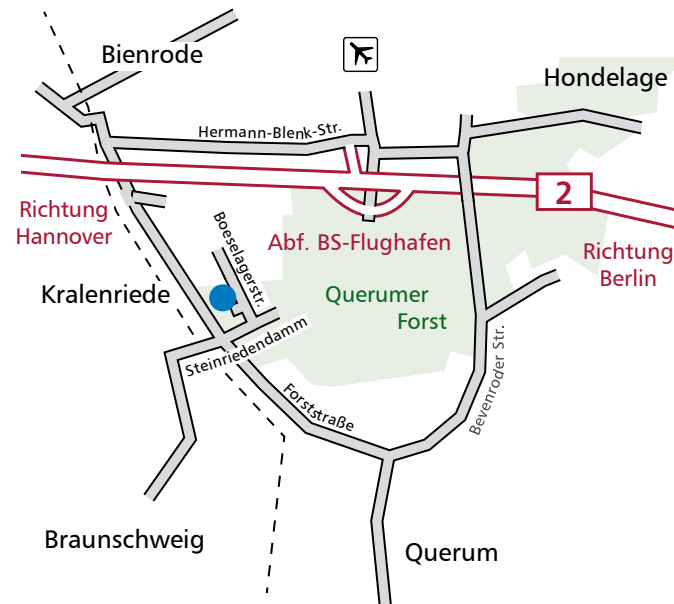 Bienrode
Hondelage
Hermann-Blenk-Str.
2
Richtung
Hannover
Boeselagerstr.
Abf. BS-Flughafen
Richtung
Berlin
Kralenriede
Querumer
Forst
Steinriedendamm
Bevenroder Str.
Forststraße
Braunschweig
Querum